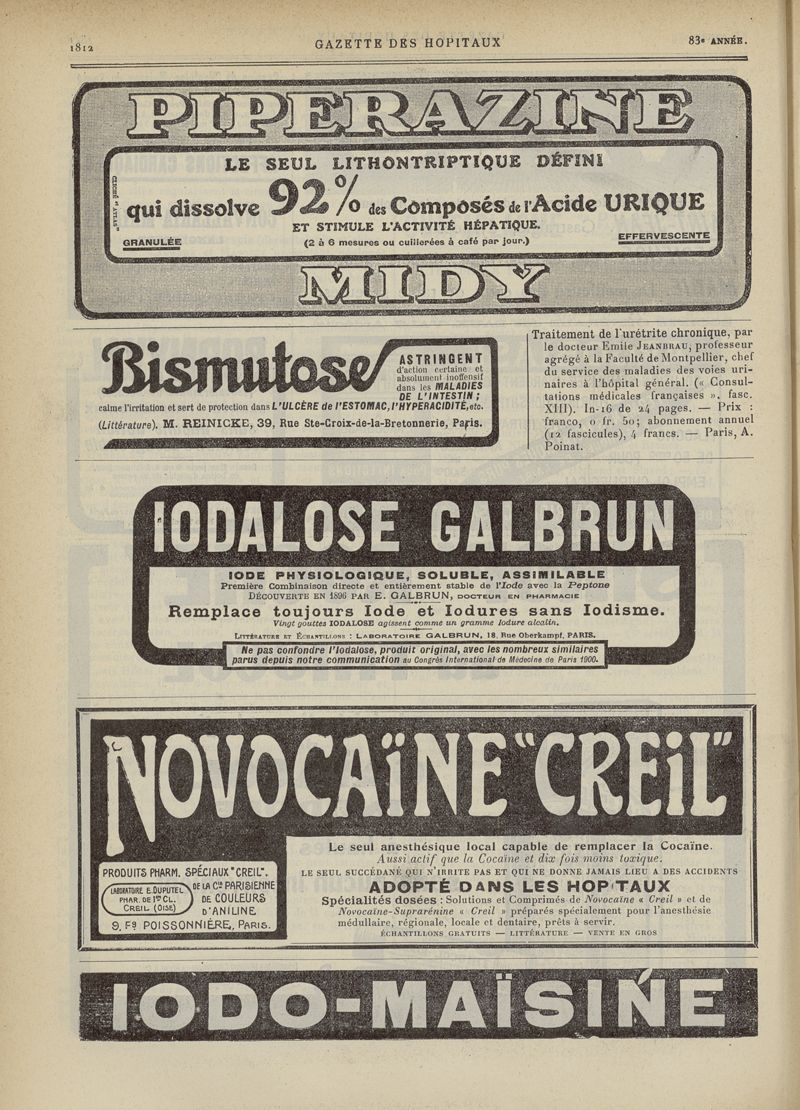 1812
GAZETTE DES HOPITAUX
83e ANNÉE.
PIPERAZINE
LE SEUL LITHONTRIPTIQUE DÉFINI
qui dissolve 92% des Composés de l'Acide URIQUE
ET STIMULE L'ACTIVITÉ HÉPATIQUE.
GRANULÉE
(2 à 6 mesures ou cuillerées à café par jour.)
EFFERVESCENTE
MIDY
Bismutose
ASTRINGENT
d'action certaine et
absolument inoffensif
dans les MALADIES
DE L'INTESTIN ;
calme l'irritation et sert de protection dans L'ULCÈRE de l'ESTOMAC, l'HYPERACIDITÉ, etc.
(Littérature). M. REINICKE, 39, Rue Ste-Croix-de-la-Bretonnerie, Paris.
Traitement de l'urétrite chronique, par
le docteur Emile JEANBRAU, professeur
agrégé à la Faculté de Montpellier, chef
du service des maladies des voies uri-
naires à l'hôpital général. (« Consul-
tations médicales françaises », fasc.
XIII). In-16 de 24 pages. — Prix :
franco, 0 fr. 50; abonnement annuel
(12 fascicules), 4 francs. — Paris, A.
Poinat.
IODALOSE GALBRUN
IODE PHYSIOLOGIQUE, SOLUBLE, ASSIMILABLE
Première Combinaison directe et entièrement stable de l'Iode avec la Peptone
DÉCOUVERTE EN 1896 PAR E. GALBRUN, DOCTEUR EN PHARMACIE
Remplace toujours Iode et Iodures sans Iodisme.
Vingt gouttes IODALOSE agissent comme un gramme Iodure alcalin.
LITTÉRATURE ET ÉCHANTILLONS : LABORATOIRE GALBRUN, 18, Rue Oberkampf, PARIS.
Ne pas confondre l'Iodalose, produit original, avec les nombreux similaires
parus depuis notre communication au Congrès International de Médecine de Paris 1900.
NOVOCAÏNE "CREIL"
Le seul anesthésique local capable de remplacer la Cocaïne.
Aussi actif que la Cocaïne et dix fois moins toxique.
LE SEUL SUCCÉDANÉ QUI N'IRRITE PAS ET QUI NE DONNE JAMAIS LIEU A DES ACCIDENTS
ADOPTÉ DANS LES HOPITAUX
Spécialités dosées : Solutions et Comprimés de Novocaïne « Creil » et de
Novocaïne-Suprarénine « Creil » préparés spécialement pour l'anesthésie
médullaire, régionale, locale et dentaire, prêts à servir.
ÉCHANTILLONS GRATUITS — LITTÉRATURE — VENTE EN GROS
PRODUITS PHARM. SPÉCIAUX "CREIL".
LABORATOIRE E. DUPUTEL
PHAR. DE 1re CL.
CREIL (OISE)
DE LA Cie PARISIENNE
DE COULEURS
D'ANILINE
9, Fg POISSONNIÈRE, PARIS.
IODO-MAÏSINE